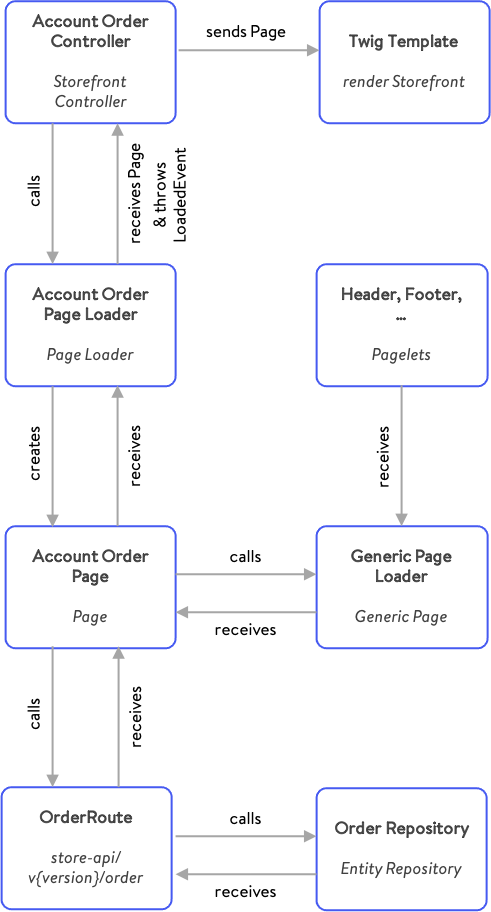 Account Order
Controller
Storefront
Controller
sends Page
Twig Template
render Storefront
calls
receives Page
& throws
LoadedEvent
Account Order
Page Loader
Page Loader
Header, Footer,
...
Pagelets
creates
receives
receives
Account Order
Page
Page
calls
receives
Generic Page
Loader
Generic Page
calls
receives
OrderRoute
store-api/
v{version}/order
calls
receives
Order Repository
Entity Repository